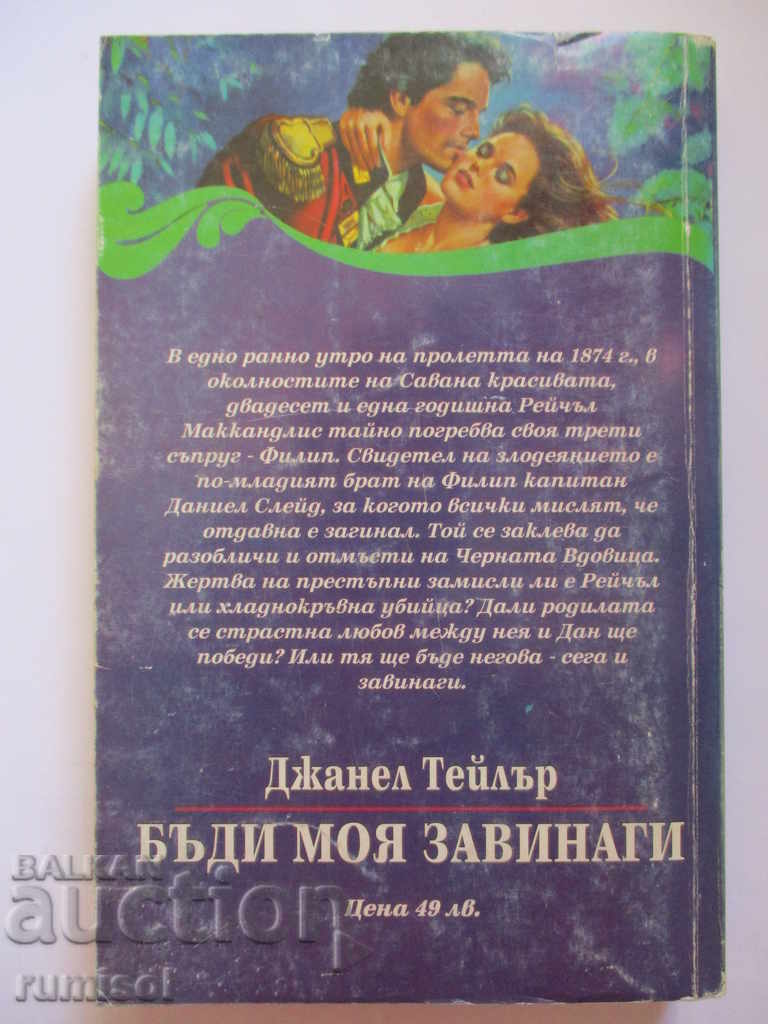 В едно ранно утро на пролетта на 1874 г., в
околностите на Савана красивата,
двадесет и една годишна Рейчъл
Маккандлис тайно погребва своя трети
съпруг - Филип. Свидетел на злодеянието е
по-младият брат на Филип капитан
Даниел Слейд, за когото всички мислят, че
отдавна е загинал. Той се заклева да
разобличи и отмъсти на Черната Вдовица.
Жертва на престъпни замисли ли е Рейчъл
или хладнокръвна убийца? Дали родилата
се страстна любов между нея и Дан ще
победи? Или тя ще бъде негова - сега и
завинаги.
Джанел Тейлър
БЪДИ МОЯ ЗАВИНАГИ
Цена 49 лв.
BALKAN
auction
rumisol